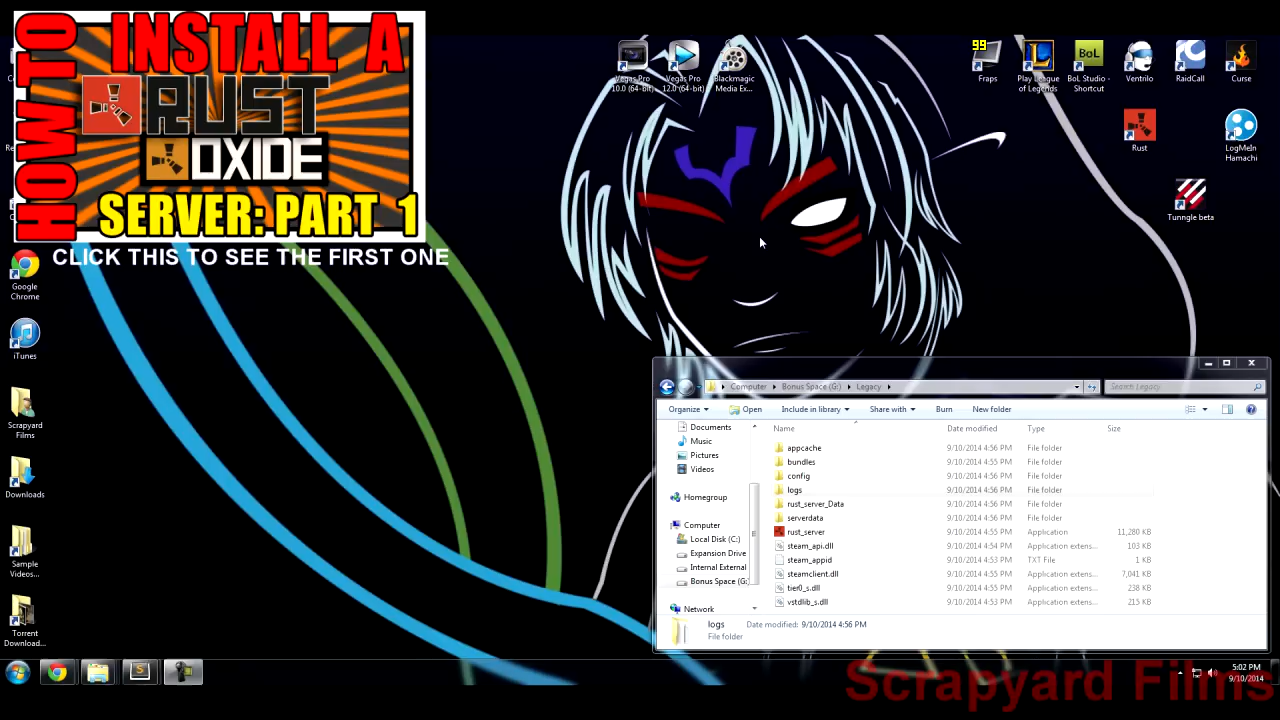 HOW TO
INSTALL A
RUST
OXIDE
SERVER: PART 1
CLICK THIS TO SEE THE FIRST ONE
Google
Chrome
iTunes
Scrapyard
Films
Downloads
Sample
Videos...
Torrent
Download...
Vegas Pro
10.0 (64-bit)
Vegas Pro
12.0 (64-bit)
Blackmagic
Media Ex...
99
Fraps
Play League
of Legends
BoL
BoL Studio -
Shortcut
Ventrilo
RaidCall
Curse
Rust
LogMeIn
Hamachi
Tunngle beta
Computer Bonus Space (G:) Legacy Search Legacy
Organize Open Include in library Share with Burn New folder
Name Date modified Type Size
Documents
Music
Pictures
Videos
Homegroup
Computer
Local Disk (C:)
Expansion Drive
Internal External
Bonus Space (G:
Network
appcache 9/10/2014 4:56 PM File folder
bundles 9/10/2014 4:55 PM File folder
config 9/10/2014 4:56 PM File folder
logs 9/10/2014 4:56 PM File folder
rust_server_Data 9/10/2014 4:56 PM File folder
serverdata 9/10/2014 4:56 PM File folder
rust_server 9/10/2014 4:55 PM Application 11,280 KB
steam_api.dll 9/10/2014 4:54 PM Application extens... 103 KB
steam_appid 9/10/2014 4:53 PM TXT File 1 KB
steamclient.dll 9/10/2014 4:55 PM Application extens... 7,041 KB
tier0_s.dll 9/10/2014 4:55 PM Application extens... 238 KB
vstdlib_s.dll 9/10/2014 4:53 PM Application extens... 215 KB
logs Date modified: 9/10/2014 4:56 PM
File folder
5:02 PM
9/10/2014
Scrapyard Films